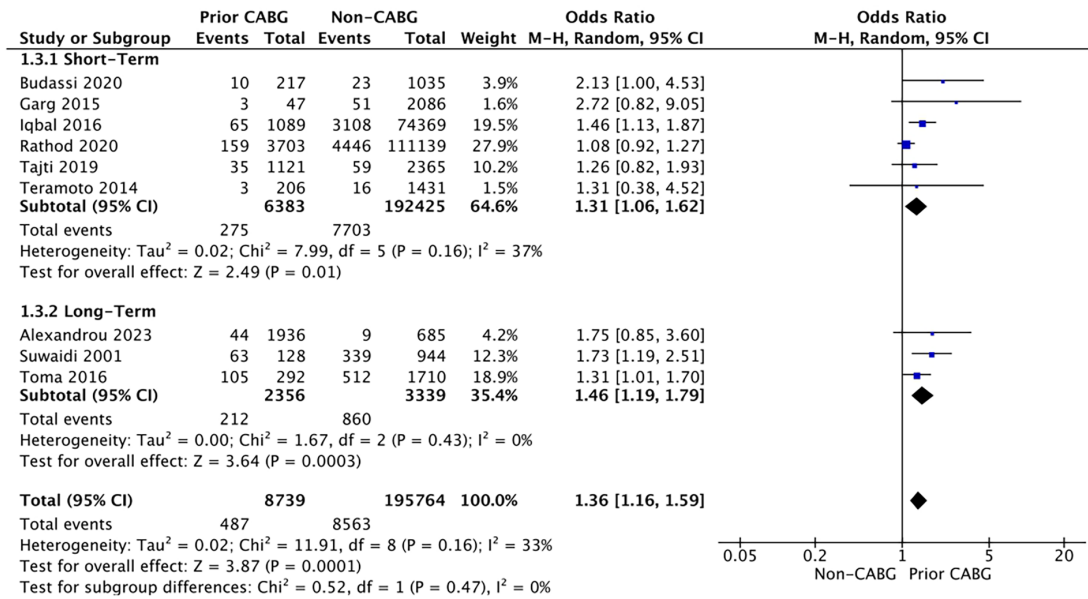 Prior CABG Non-CABG Odds Ratio Odds Ratio
Study or Subgroup Events Total Events Total Weight M-H, Random, 95% CI M-H, Random, 95% CI
1.3.1 Short-Term
Budassi 2020 10 217 23 1035 3.9% 2.13 [1.00, 4.53]
Garg 2015 3 47 51 2086 1.6% 2.72 [0.82, 9.05]
Iqbal 2016 65 1089 3108 74369 19.5% 1.46 [1.13, 1.87]
Rathod 2020 159 3703 4446 111139 27.9% 1.08 [0.92, 1.27]
Tajti 2019 35 1121 59 2365 10.2% 1.26 [0.82, 1.93]
Teramoto 2014 3 206 16 1431 1.5% 1.31 [0.38, 4.52]
Subtotal (95% CI) 6383 192425 64.6% 1.31 [1.06, 1.62]
Total events 275 7703
Heterogeneity: Tau² = 0.02; Chi² = 7.99, df = 5 (P = 0.16); I² = 37%
Test for overall effect: Z = 2.49 (P = 0.01)
1.3.2 Long-Term
Alexandrou 2023 44 1936 9 685 4.2% 1.75 [0.85, 3.60]
Suwaidi 2001 63 128 339 944 12.3% 1.73 [1.19, 2.51]
Toma 2016 105 292 512 1710 18.9% 1.31 [1.01, 1.70]
Subtotal (95% CI) 2356 3339 35.4% 1.46 [1.19, 1.79]
Total events 212 860
Heterogeneity: Tau² = 0.00; Chi² = 1.67, df = 2 (P = 0.43); I² = 0%
Test for overall effect: Z = 3.64 (P = 0.0003)
Total (95% CI) 8739 195764 100.0% 1.36 [1.16, 1.59]
Total events 487 8563
Heterogeneity: Tau² = 0.02; Chi² = 11.91, df = 8 (P = 0.16); I² = 33%
Test for overall effect: Z = 3.87 (P = 0.0001)
Test for subgroup differences: Chi² = 0.52, df = 1 (P = 0.47), I² = 0%
0.05 0.2 1 5 20
Non-CABG Prior CABG